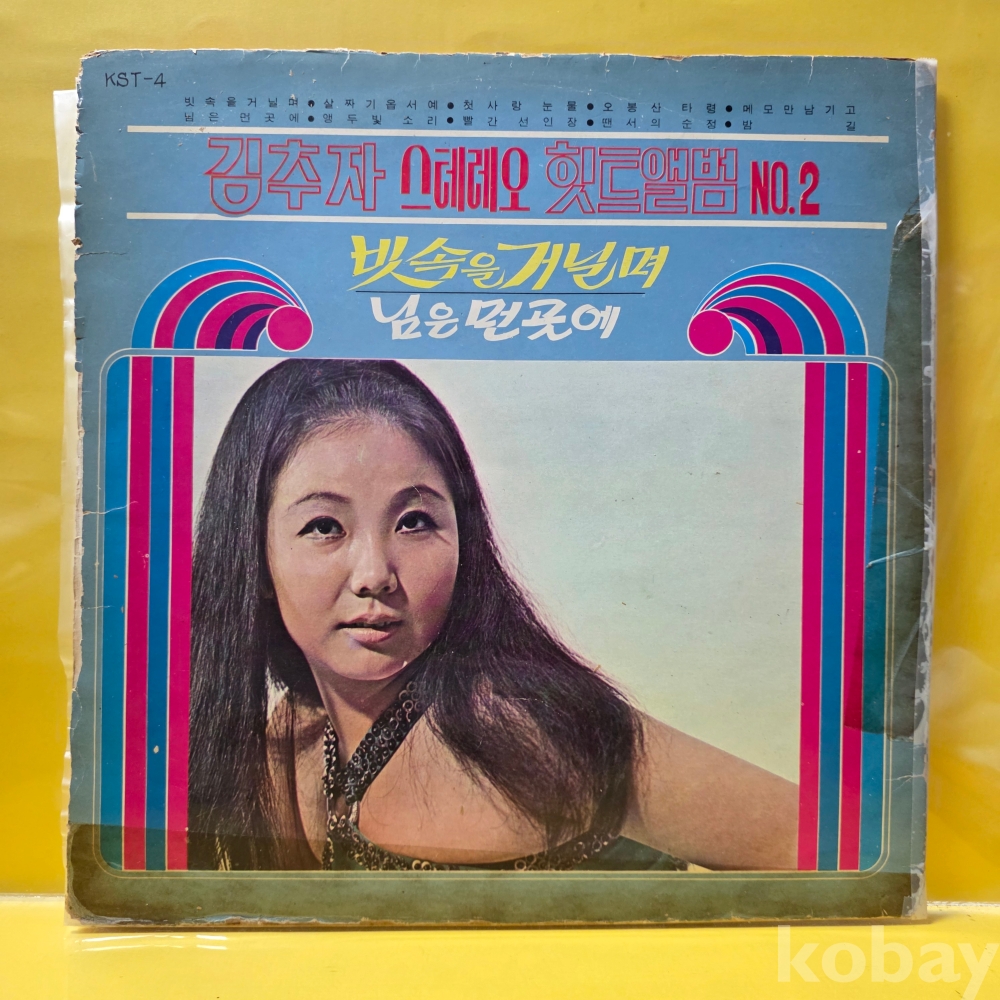 KST-4
빗속을거닐며●살짜기옵서예●첫사랑눈물●오봉산타령●메모만남기고
님은먼곳에●앵두빛소리●빨간선인장●땐서의순정●밤길
김추자 스테레오 힛트앨범 NO.2
빗속을거닐며
님은먼곳에
kobay